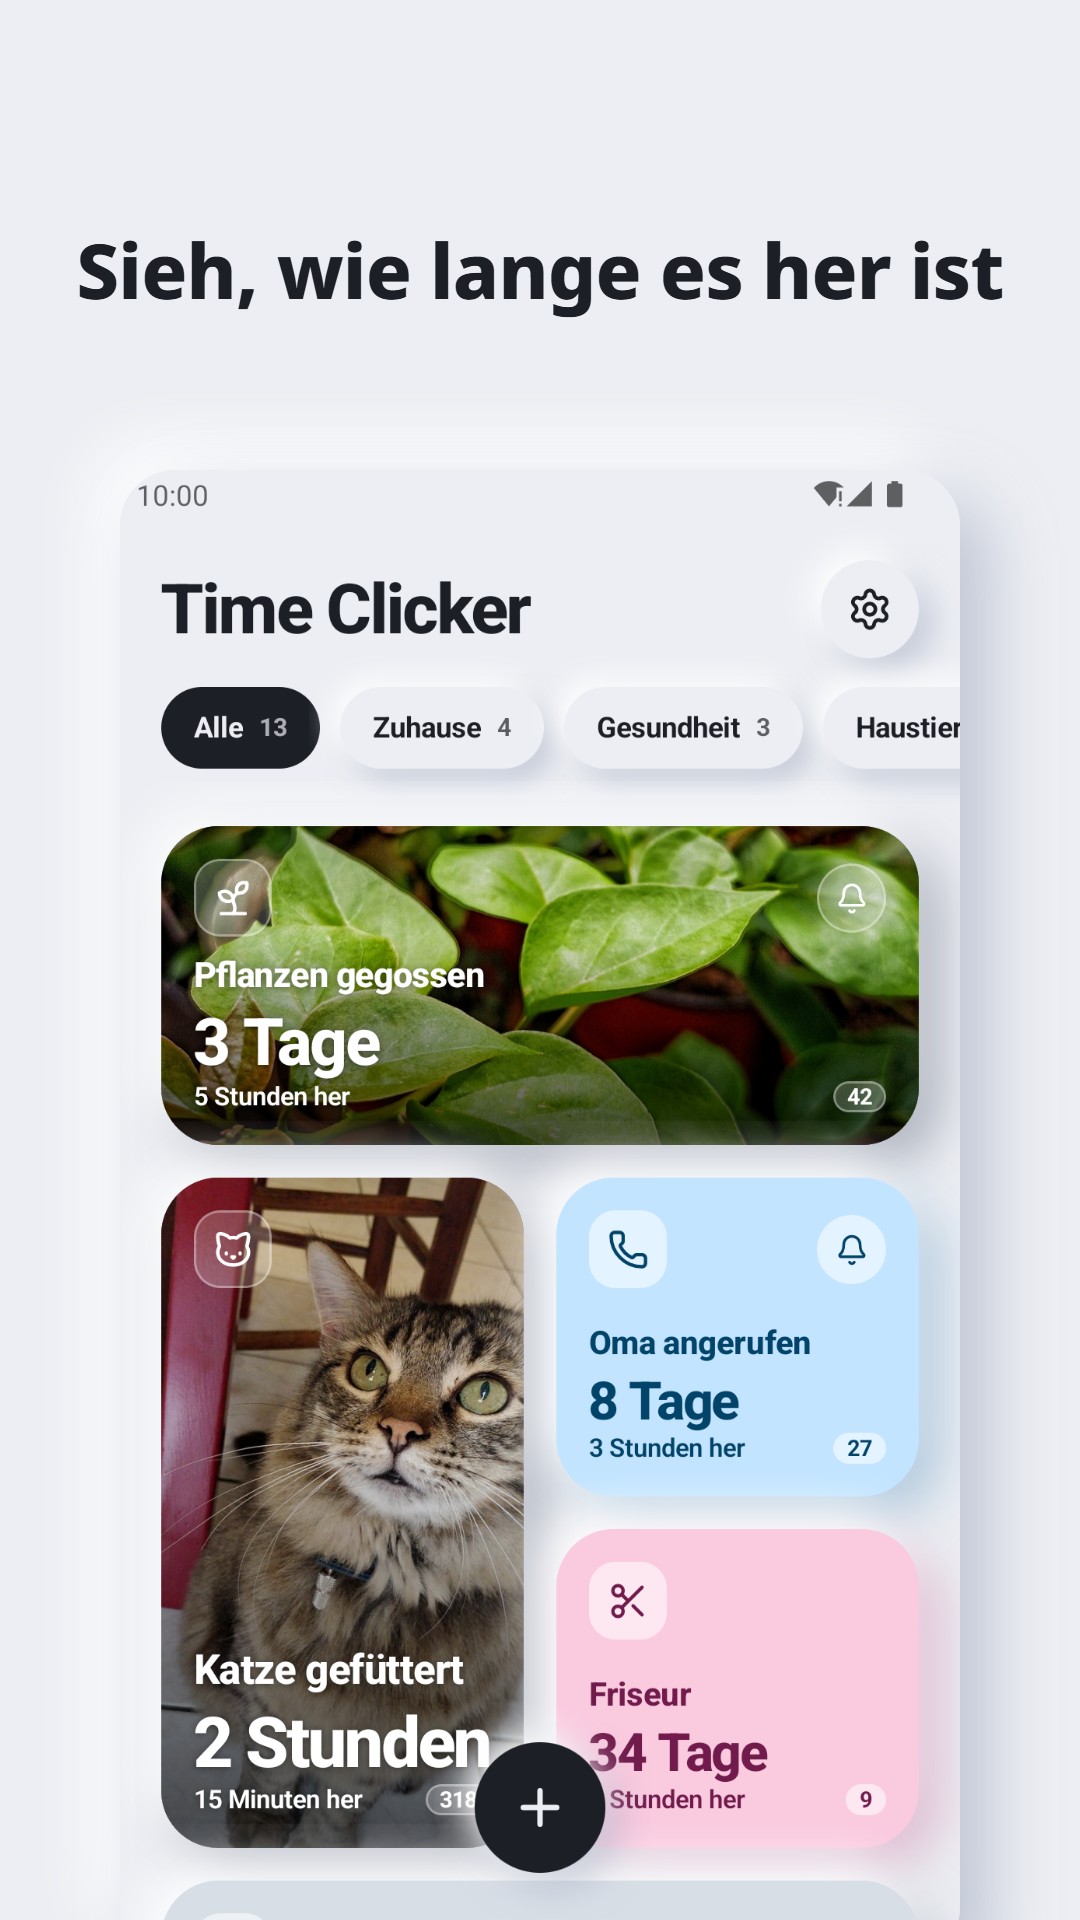 Sieh, wie lange es her ist
10:00
Time Clicker
Alle 13
Zuhause 4
Gesundheit 3
Haustier
Pflanzen gegossen
3 Tage
5 Stunden her
42
Katze gefüttert
2 Stunden
15 Minuten her
318
Oma angerufen
8 Tage
3 Stunden her
27
Friseur
34 Tage
Stunden her
9